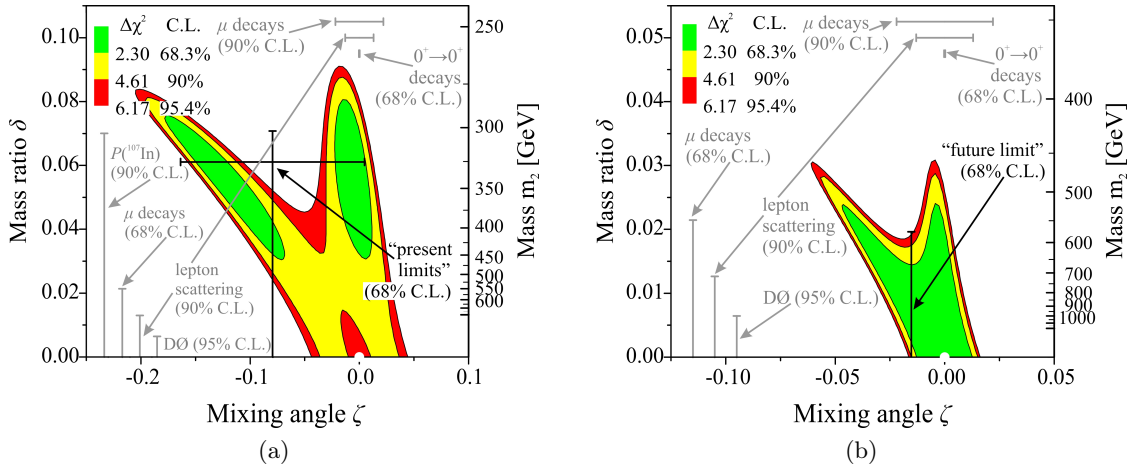 Δχ² C.L.
2.30 68.3%
4.61 90%
6.17 95.4%
μ decays
(90% C.L.)
0⁺→0⁺
decays
(68% C.L.)
P(¹⁰⁷In)
(90% C.L.)
μ decays
(68% C.L.)
lepton
scattering
(90% C.L.)
DØ (95% C.L.)
“present
limits”
(68% C.L.)
0.10
0.08
0.06
0.04
0.02
0.00
Mass ratio δ
250
300
350
400
450
500
550
600
Mass m₂ [GeV]
-0.2
-0.1
0.0
0.1
Mixing angle ζ
(a)
Δχ² C.L.
2.30 68.3%
4.61 90%
6.17 95.4%
μ decays
(90% C.L.)
0⁺→0⁺
decays
(68% C.L.)
μ decays
(68% C.L.)
“future limit”
(68% C.L.)
lepton
scattering
(90% C.L.)
DØ (95% C.L.)
0.05
0.04
0.03
0.02
0.01
0.00
Mass ratio δ
400
500
600
700
800
900
1000
Mass m₂ [GeV]
-0.10
-0.05
0.00
0.05
Mixing angle ζ
(b)